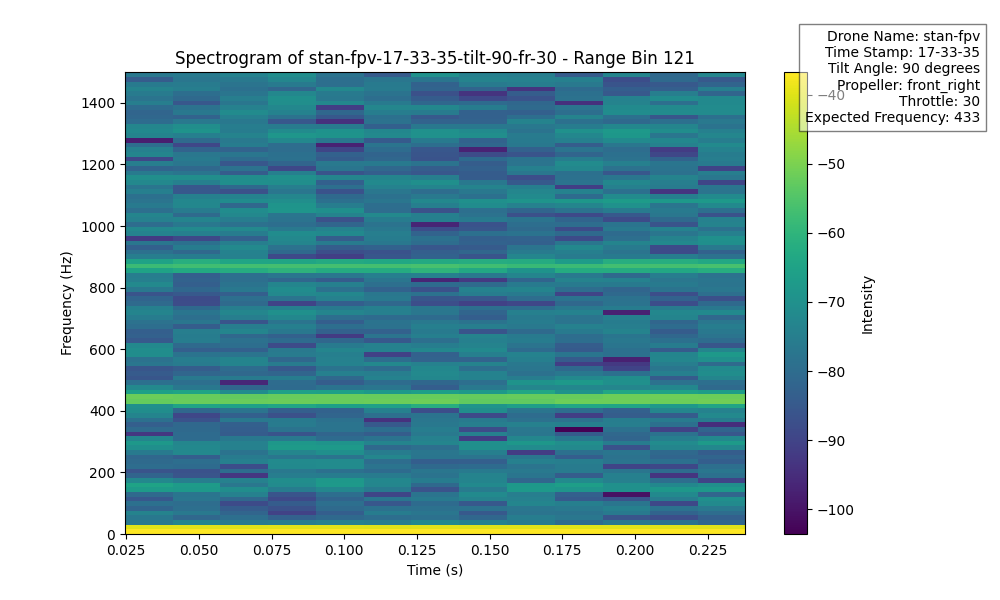 Spectrogram of stan-fpv-17-33-35-tilt-90-fr-30 - Range Bin 121
Drone Name: stan-fpv
Time Stamp: 17-33-35
Tilt Angle: 90 degrees
Propeller: front_right
Throttle: 30
Expected Frequency: 433
Frequency (Hz)
1400
1200
1000
800
600
400
200
0
0.025
0.050
0.075
0.100
0.125
0.150
0.175
0.200
0.225
Time (s)
−40
−50
−60
−70
−80
−90
−100
Intensity